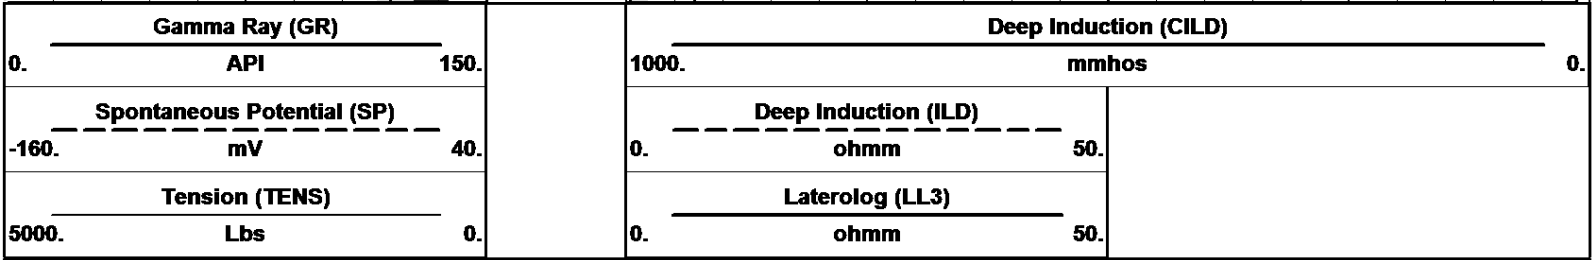 Gamma Ray (GR)
0. API 150.
Spontaneous Potential (SP)
-160. mV 40.
Tension (TENS)
5000. Lbs 0.
Deep Induction (CILD)
1000. mmhos 0.
Deep Induction (ILD)
0. ohmm 50.
Laterolog (LL3)
0. ohmm 50.